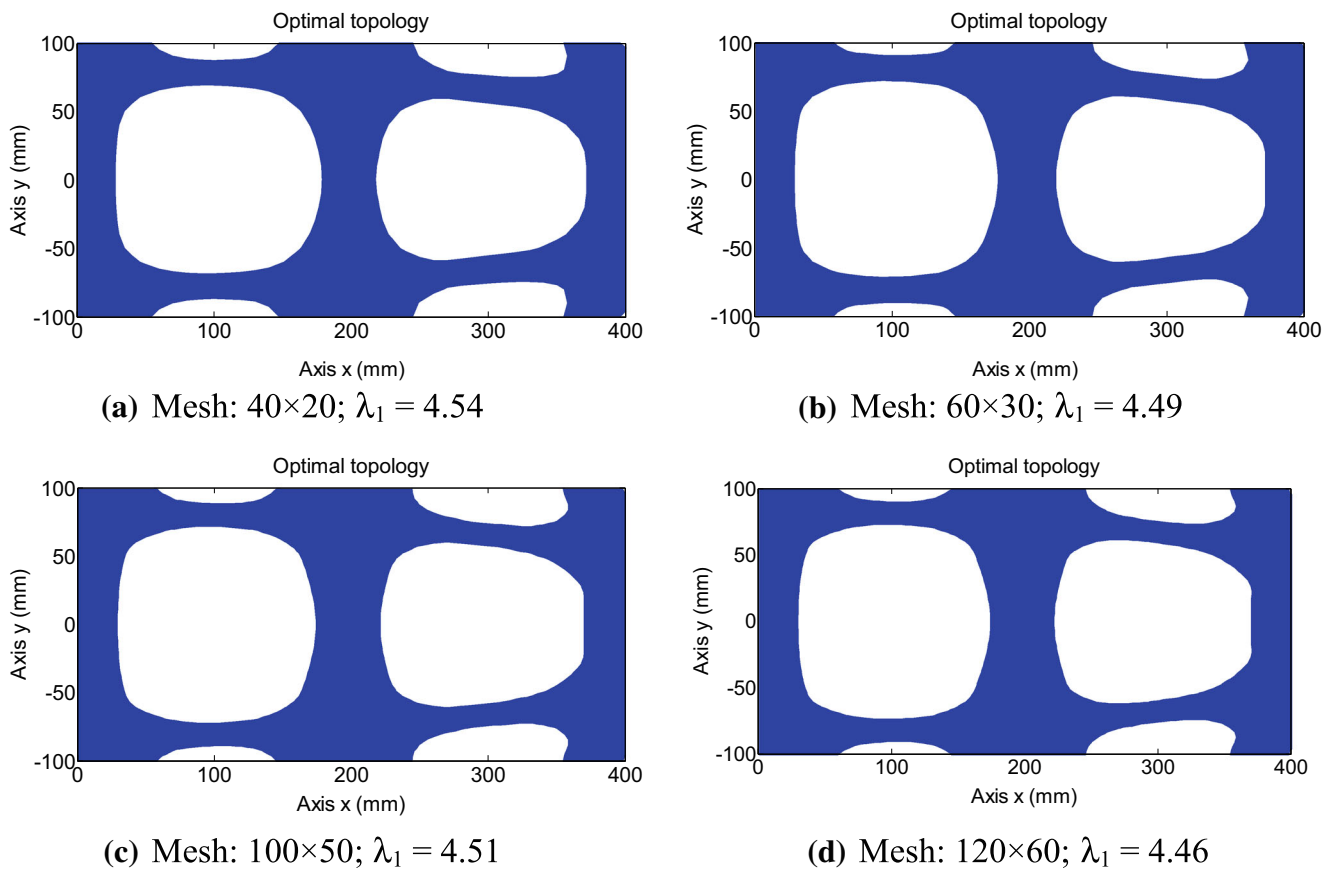 Optimal topology
100
50
0
-50
-100
Axis y (mm)
0 100 200 300 400
Axis x (mm)
(a) Mesh: 40×20; λ₁ = 4.54
Optimal topology
100
50
0
-50
-100
Axis y (mm)
0 100 200 300 400
Axis x (mm)
(b) Mesh: 60×30; λ₁ = 4.49
Optimal topology
100
50
0
-50
-100
Axis y (mm)
0 100 200 300 400
Axis x (mm)
(c) Mesh: 100×50; λ₁ = 4.51
Optimal topology
100
50
0
-50
-100
Axis y (mm)
0 100 200 300 400
Axis x (mm)
(d) Mesh: 120×60; λ₁ = 4.46